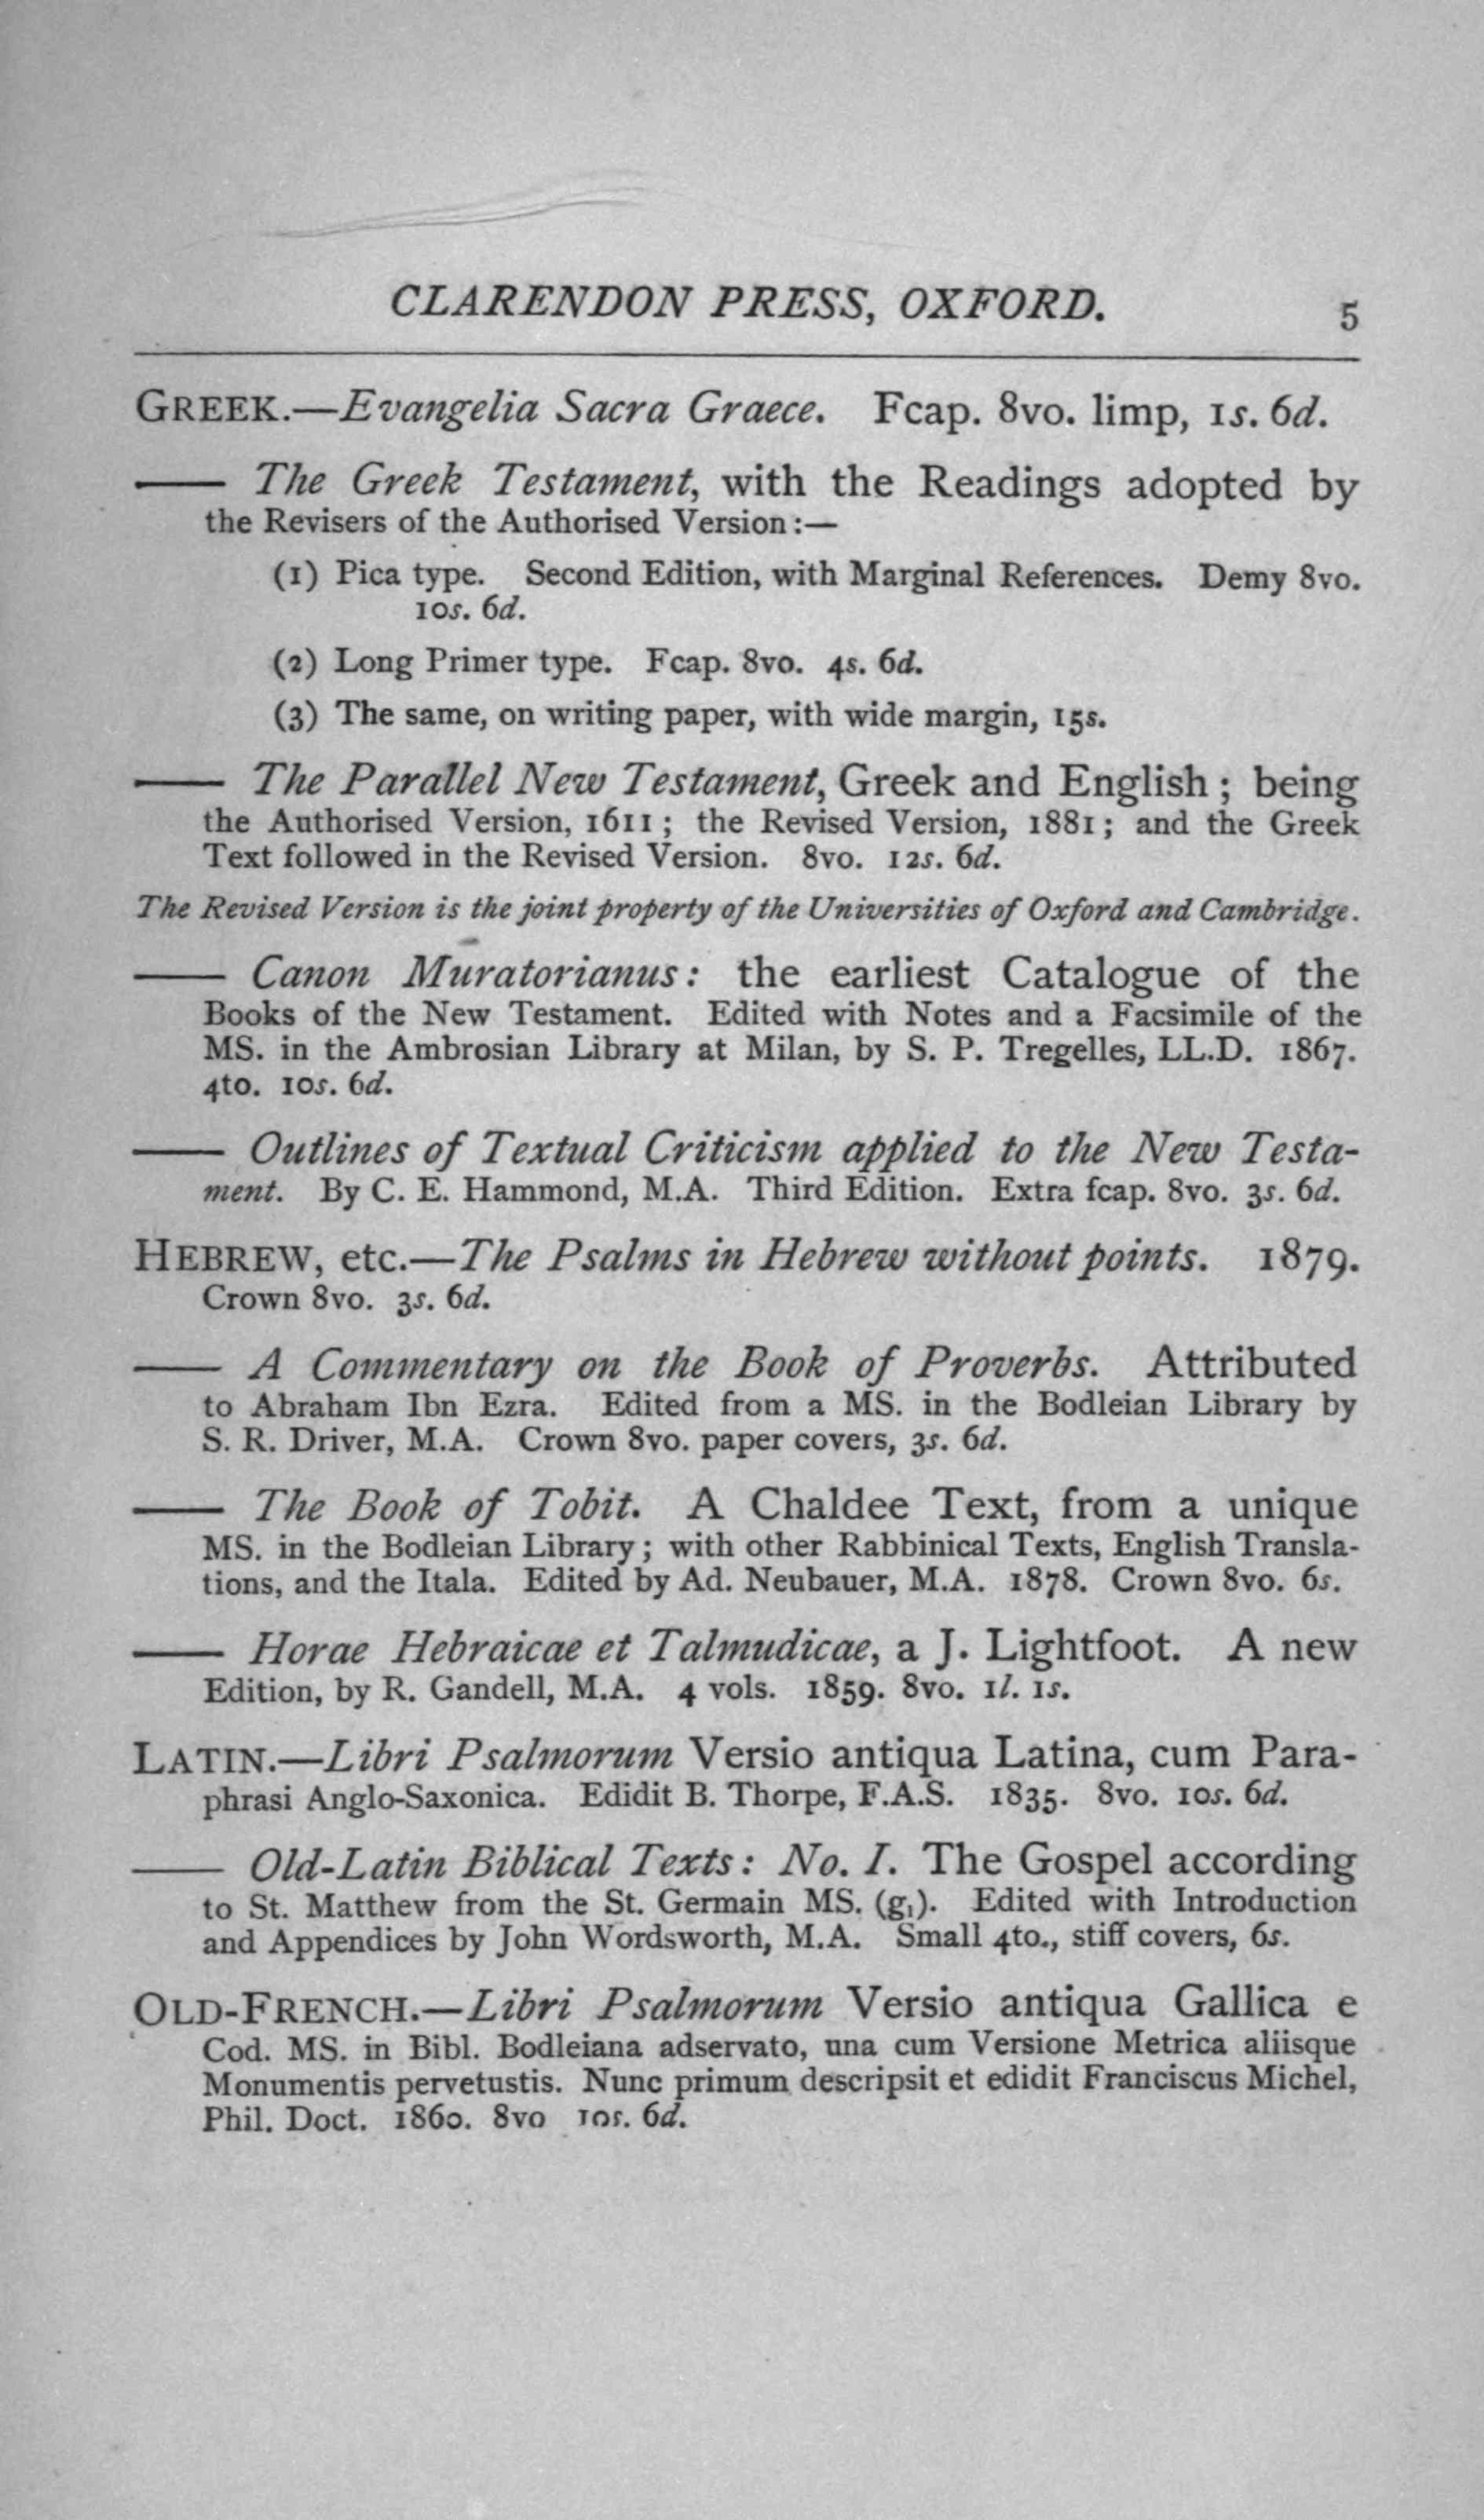 CLARENDON PRESS, OXFORD. 5
GREEK.—Evangelia Sacra Graece. Fcap. 8vo. limp, 1s. 6d.
—— The Greek Testament, with the Readings adopted by
the Revisers of the Authorised Version:—
(1) Pica type. Second Edition, with Marginal References. Demy 8vo.
10s. 6d.
(2) Long Primer type. Fcap. 8vo. 4s. 6d.
(3) The same, on writing paper, with wide margin, 15s.
—— The Parallel New Testament, Greek and English; being
the Authorised Version, 1611; the Revised Version, 1881; and the Greek
Text followed in the Revised Version. 8vo. 12s. 6d.
The Revised Version is the joint property of the Universities of Oxford and Cambridge.
—— Canon Muratorianus: the earliest Catalogue of the
Books of the New Testament. Edited with Notes and a Facsimile of the
MS. in the Ambrosian Library at Milan, by S. P. Tregelles, LL.D. 1867.
4to. 10s. 6d.
—— Outlines of Textual Criticism applied to the New Testa-
ment. By C. E. Hammond, M.A. Third Edition. Extra fcap. 8vo. 3s. 6d.
HEBREW, etc.—The Psalms in Hebrew without points. 1879.
Crown 8vo. 3s. 6d.
—— A Commentary on the Book of Proverbs. Attributed
to Abraham Ibn Ezra. Edited from a MS. in the Bodleian Library by
S. R. Driver, M.A. Crown 8vo. paper covers, 3s. 6d.
—— The Book of Tobit. A Chaldee Text, from a unique
MS. in the Bodleian Library; with other Rabbinical Texts, English Transla-
tions, and the Itala. Edited by Ad. Neubauer, M.A. 1878. Crown 8vo. 6s.
—— Horae Hebraicae et Talmudicae, a J. Lightfoot. A new
Edition, by R. Gandell, M.A. 4 vols. 1859. 8vo. 1l. 1s.
LATIN.—Libri Psalmorum Versio antiqua Latina, cum Para-
phrasi Anglo-Saxonica. Edidit B. Thorpe, F.A.S. 1835. 8vo. 10s. 6d.
—— Old-Latin Biblical Texts: No. I. The Gospel according
to St. Matthew from the St. Germain MS. (g₁). Edited with Introduction
and Appendices by John Wordsworth, M.A. Small 4to., stiff covers, 6s.
OLD-FRENCH.—Libri Psalmorum Versio antiqua Gallica e
Cod. MS. in Bibl. Bodleiana adservato, una cum Versione Metrica aliisque
Monumentis pervetustis. Nunc primum descripsit et edidit Franciscus Michel,
Phil. Doct. 1860. 8vo 10s. 6d.